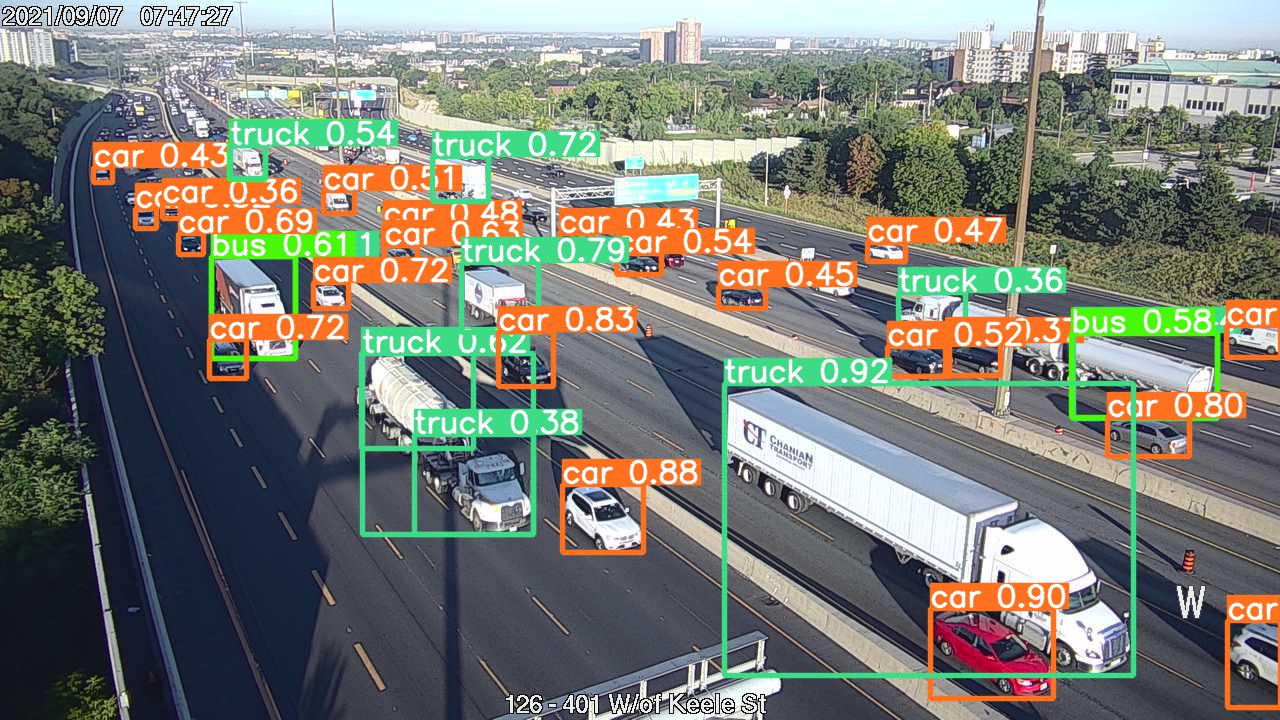 2021/09/07 07:47:27
truck 0.54
truck 0.72
car 0.43
car 0.51
0.36
car 0.69
car 0.48
car 0.43
car 0.47
car 0.63
car 0.54
bus 0.61
truck 0.79
car 0.72
car 0.45
truck 0.36
car 0.72
car 0.83
car
truck 0.62
car 0.52
bus 0.58
truck 0.92
car 0.80
truck 0.38
CT CHANIAN TRANSPORT
car 0.88
car 0.90
car
W
126 - 401 W/of Keele St